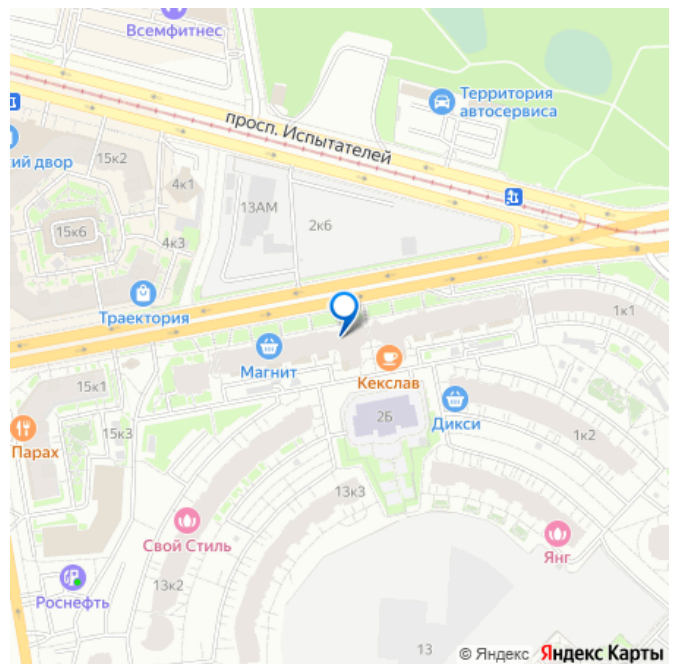 Всемфитнес
Территория
автосервиса
просп. Испытателей
ий двор
15к2
4к1
13АМ
2к6
15к6
4к3
Траектория
1к1
Магнит
Кекслав
15к1
2Б
Дикси
1к2
15к3
Парах
13к3
Свой Стиль
Янг
13к2
Роснефть
13
© Яндекс Яндекс Карты